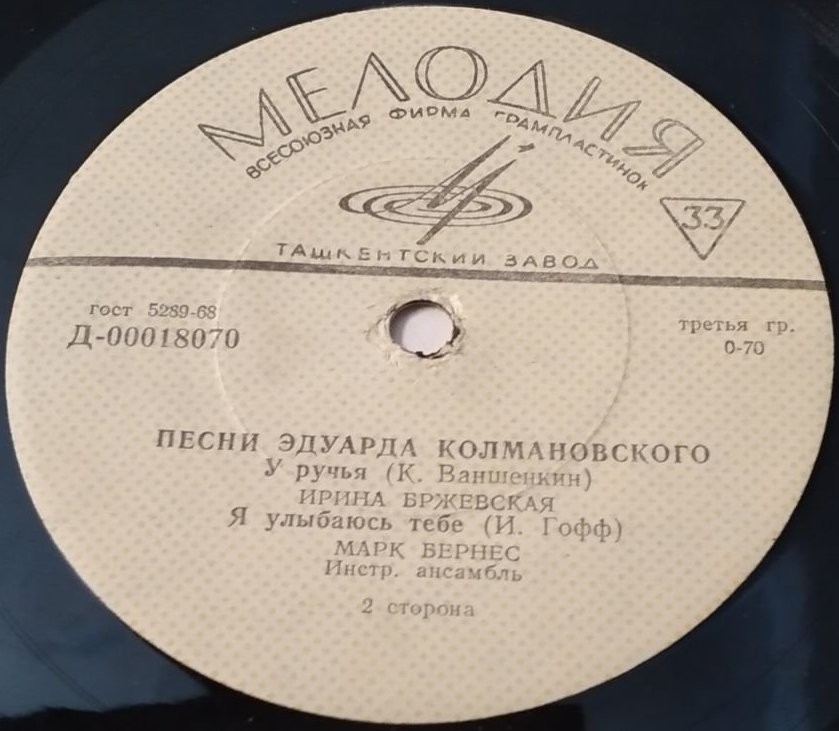 МЕЛОДИЯ
ВСЕСОЮЗНАЯ ФИРМА ГРАМПЛАСТИНОК
33
ТАШКЕНТСКИЙ ЗАВОД
гост 5289-68
Д-00018070
третья гр.
0-70
ПЕСНИ ЭДУАРДА КОЛМАНОВСКОГО
У ручья (К. Ваншенкин)
ИРИНА БРЖЕВСКАЯ
Я улыбаюсь тебе (И. Гофф)
МАРК БЕРНЕС
Инстр. ансамбль
2 сторона